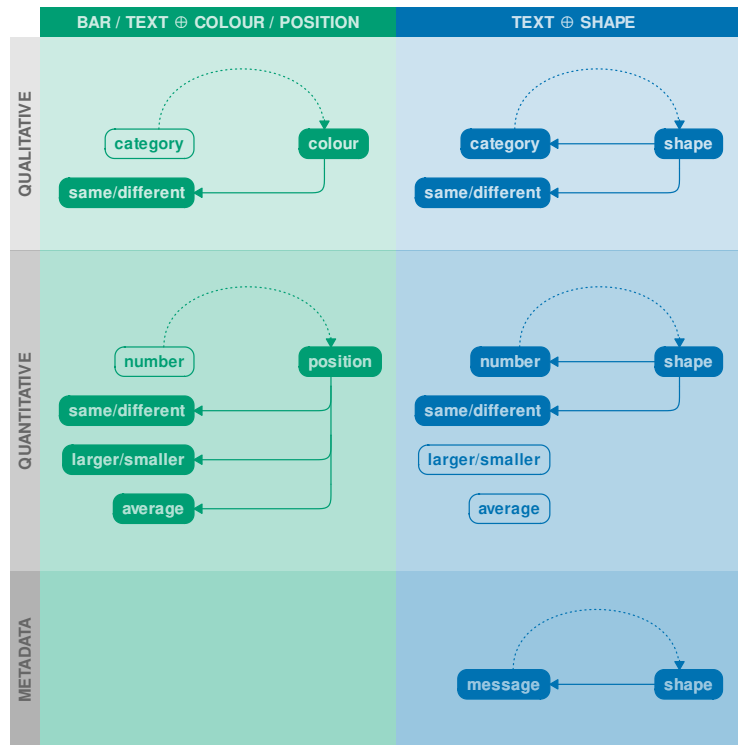 BAR / TEXT ⊕ COLOUR / POSITION
TEXT ⊕ SHAPE
QUALITATIVE
category
colour
same/different
category
shape
same/different
QUANTITATIVE
number
position
same/different
larger/smaller
average
number
shape
same/different
larger/smaller
average
METADATA
message
shape